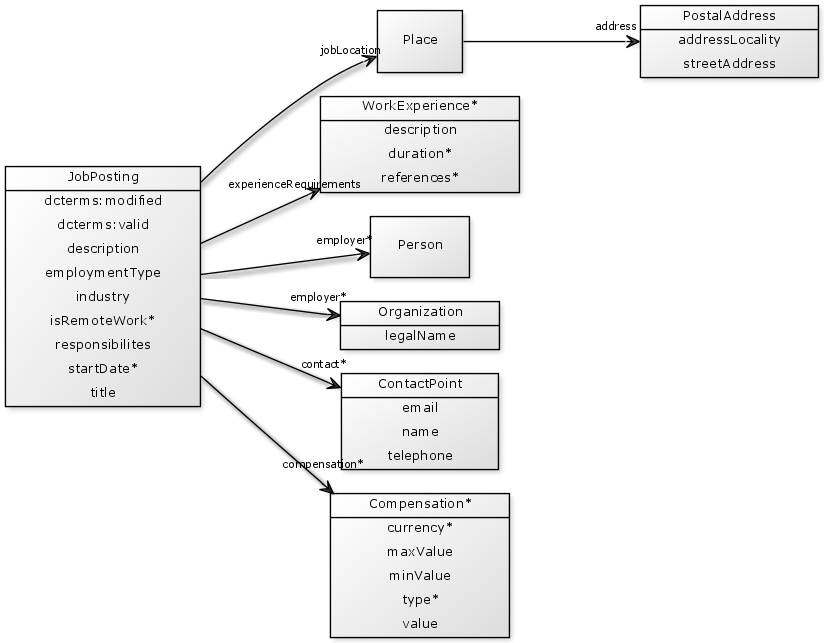 Place
address
PostalAddress
addressLocality
streetAddress
jobLocation
WorkExperience*
description
duration*
references*
experienceRequirements
JobPosting
dcterms:modified
dcterms:valid
description
employmentType
industry
isRemoteWork*
responsibilites
startDate*
title
employer*
Person
employer*
Organization
legalName
contact*
ContactPoint
email
name
telephone
compensation*
Compensation*
currency*
maxValue
minValue
type*
value